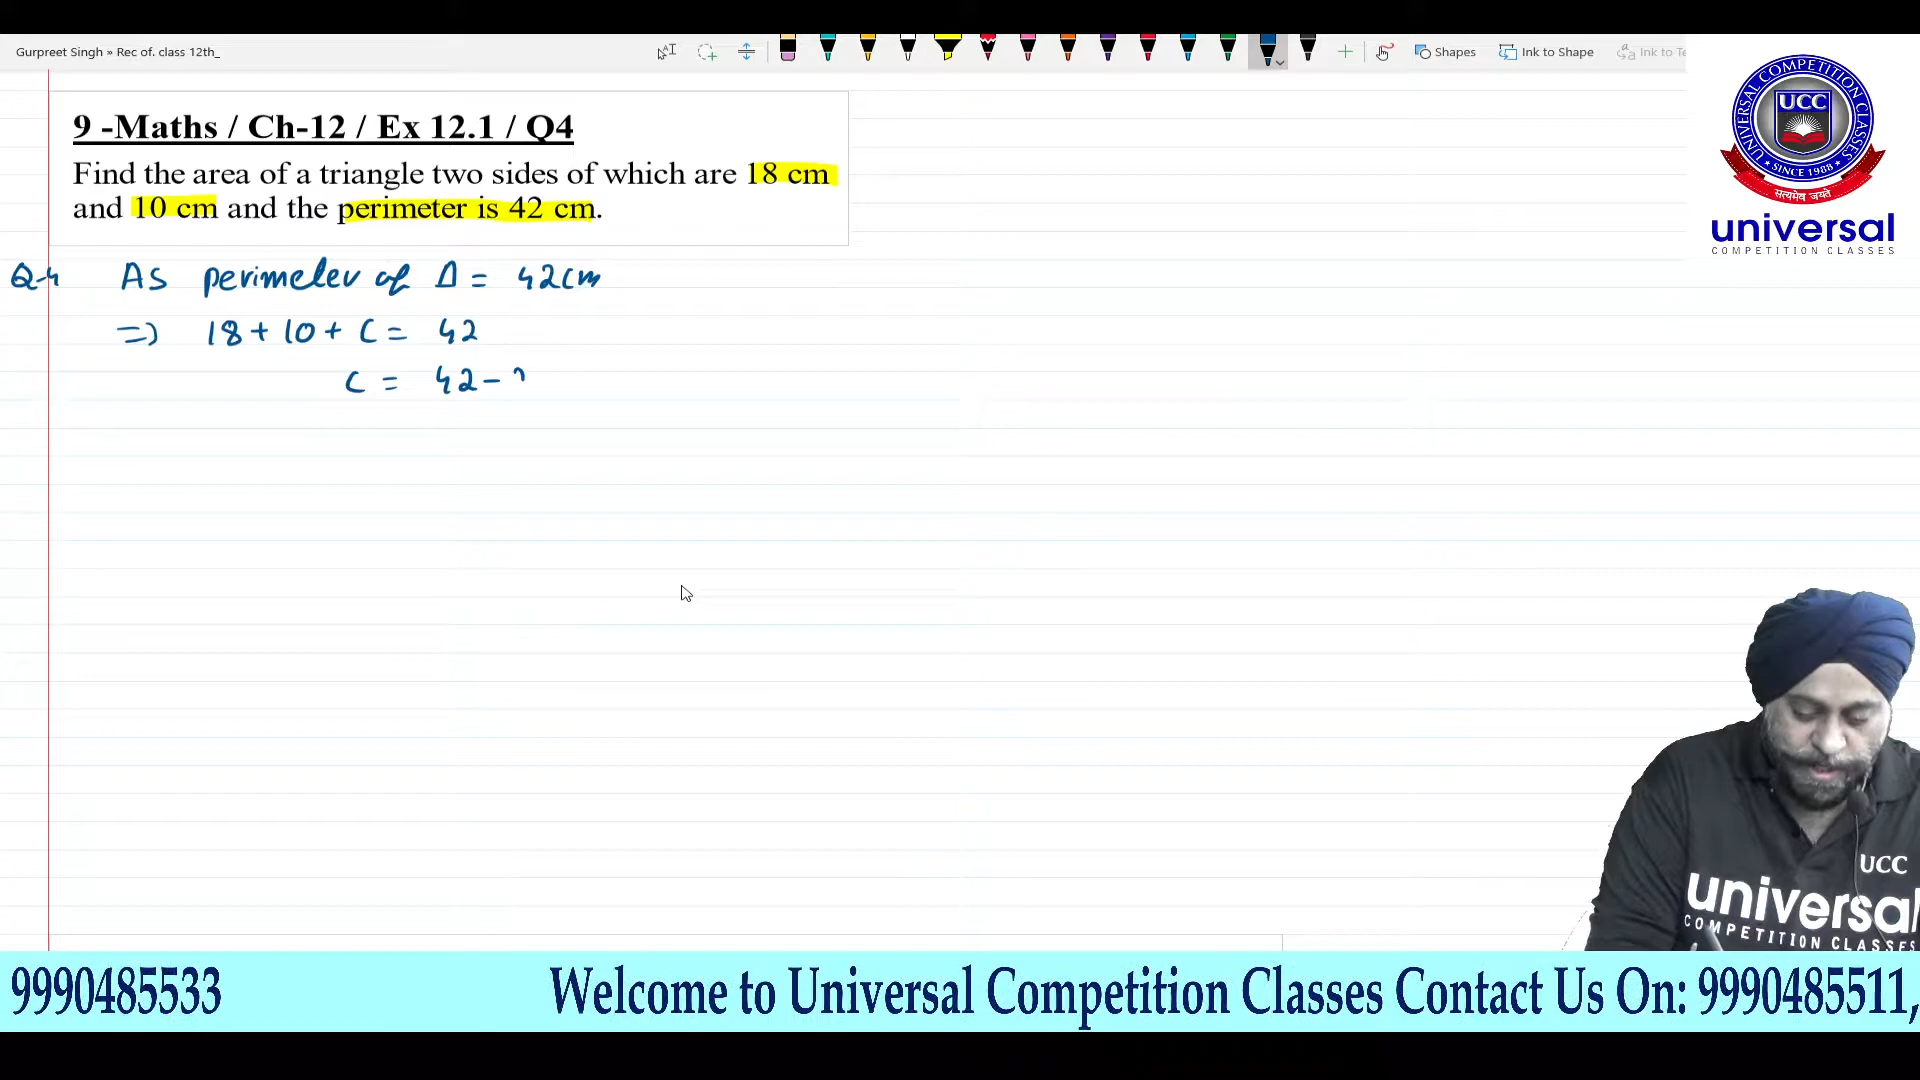 Gurpreet Singh » Rec of. class 12th_
Shapes
Ink to Shape
Ink to Te
9 -Maths / Ch-12 / Ex 12.1 / Q4
Find the area of a triangle two sides of which are 18 cm
and 10 cm and the perimeter is 42 cm.
Q-4 As perimeter of Δ = 42cm
=> 18 + 10 + C = 42
C = 42 -
UNIVERSAL COMPETITION CLASSES
UCC
SINCE 1988
सत्यमेव जयते
universal
COMPETITION CLASSES
UCC
universal
COMPETITION CLASSES
9990485533 Welcome to Universal Competition Classes Contact Us On: 9990485511,